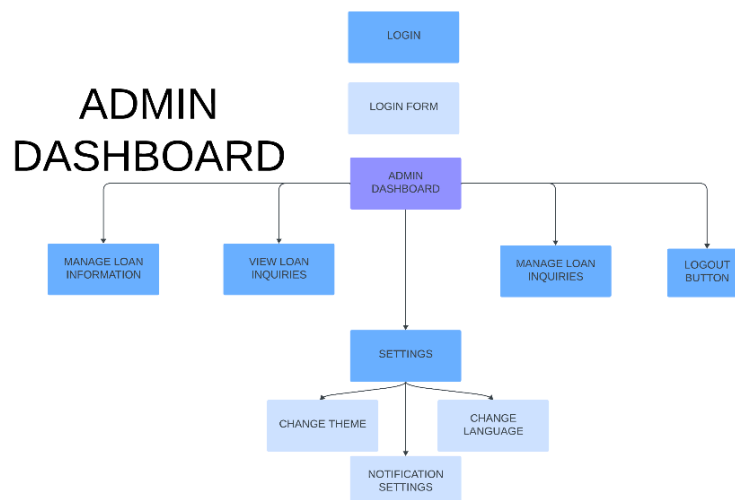 LOGIN
LOGIN FORM
ADMIN
DASHBOARD
ADMIN
DASHBOARD
MANAGE LOAN
INFORMATION
VIEW LOAN
INQUIRIES
MANAGE LOAN
INQUIRIES
LOGOUT
BUTTON
SETTINGS
CHANGE THEME
CHANGE
LANGUAGE
NOTIFICATION
SETTINGS